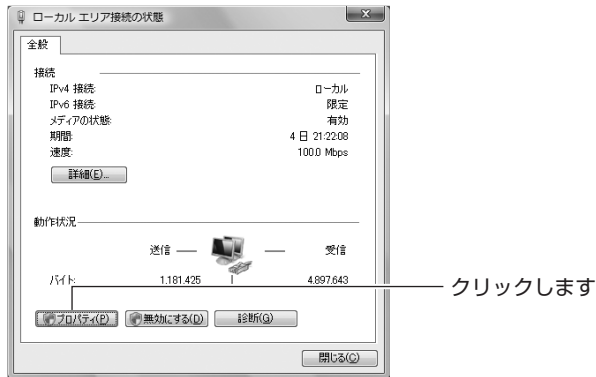 ローカル エリア接続の状態
全般
接続
IPv4 接続: ローカル
IPv6 接続: 限定
メディアの状態: 有効
期間: 4 日 21:22:08
速度: 100.0 Mbps
詳細(E)...
動作状況
送信 受信
バイト: 1,181,425 4,897,643
クリックします
プロパティ(P) 無効にする(D) 診断(G)
閉じる(C)